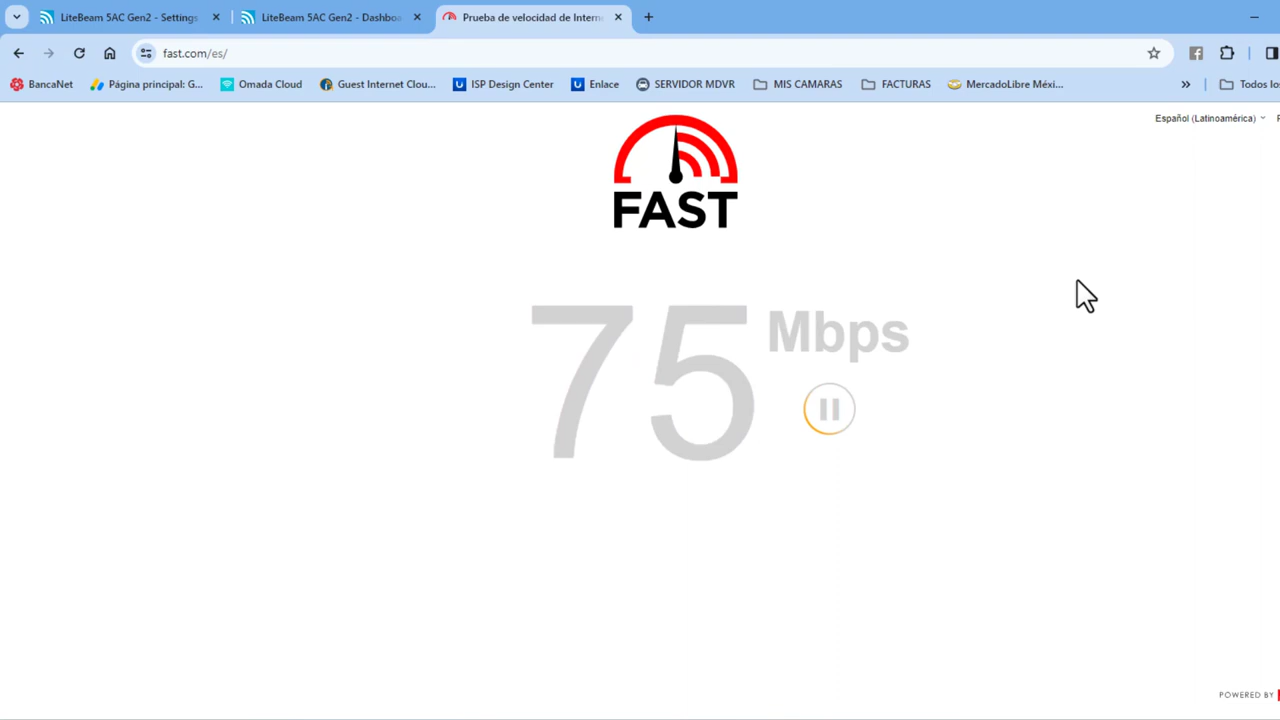 LiteBeam 5AC Gen2 - Settings
LiteBeam 5AC Gen2 - Dashboa
Prueba de velocidad de Interne
fast.com/es/
BancaNet
Página principal: G...
Omada Cloud
Guest Internet Clou...
ISP Design Center
Enlace
SERVIDOR MDVR
MIS CAMARAS
FACTURAS
MercadoLibre Méxi...
»
Todos los
Español (Latinoamérica)
FAST
75 Mbps
POWERED BY